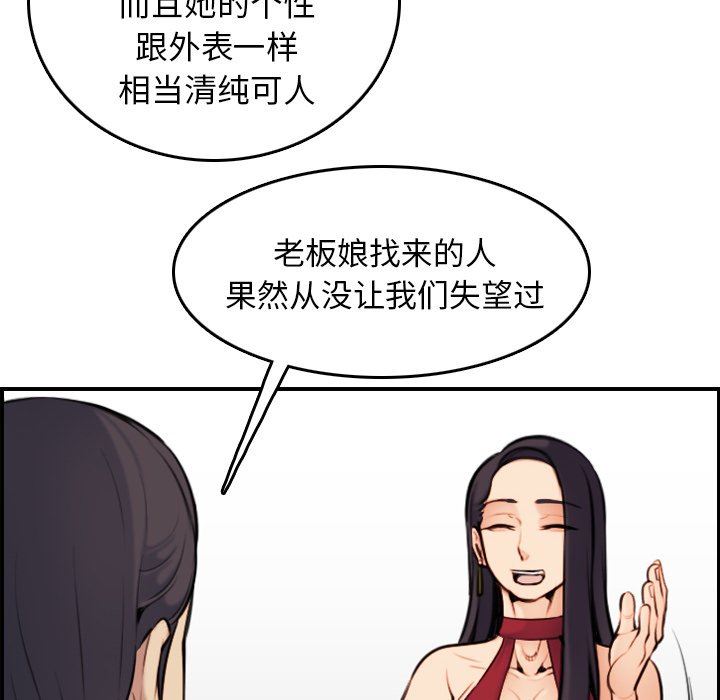 而且她的个性
跟外表一样
相当清纯可人
老板娘找来的人
果然从没让我们失望过